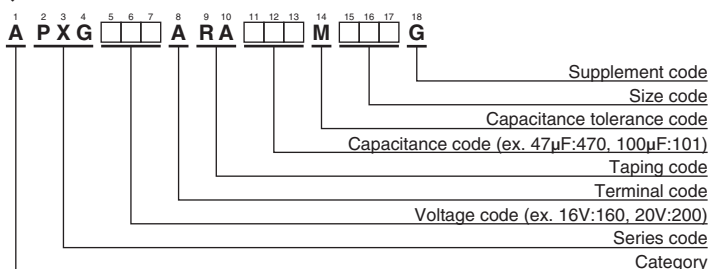 1 2 3 4 5 6 7 8 9 10 11 12 13 14 15 16 17 18
A P X G □□□ A R A □□□ M □□□ G
Supplement code
Size code
Capacitance tolerance code
Capacitance code (ex. 47μF:470, 100μF:101)
Taping code
Terminal code
Voltage code (ex. 16V:160, 20V:200)
Series code
Category